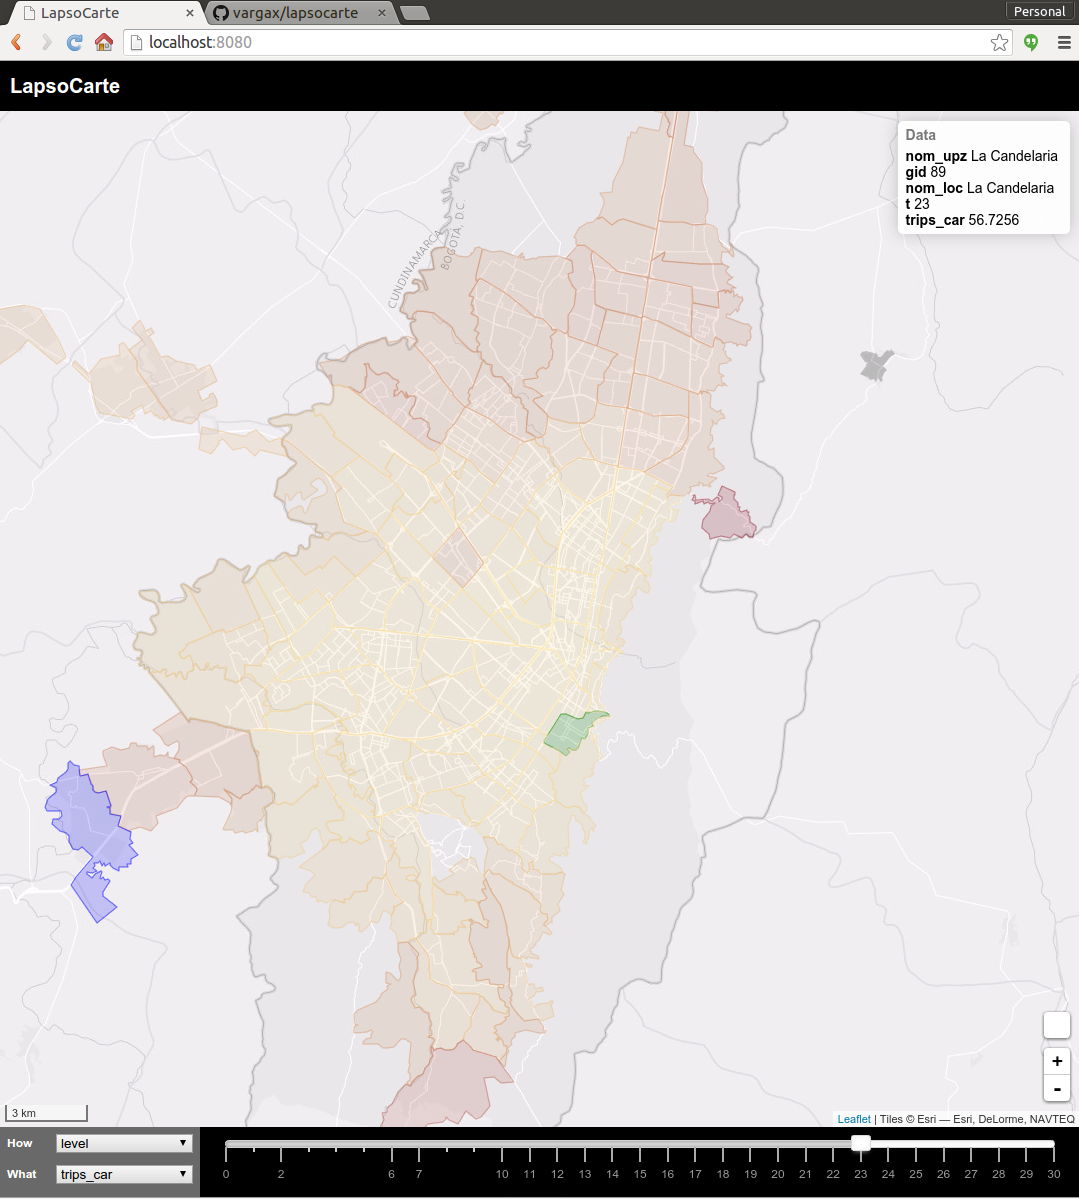 LapsoCarte
vargax/lapsocarte
Personal
localhost:8080
LapsoCarte
Data
nom_upz La Candelaria
gid 89
nom_loc La Candelaria
t 23
trips_car 56.7256
CUNDINAMARCA
BOGOTA, D.C.
+
-
3 km
Leaflet | Tiles © Esri — Esri, DeLorme, NAVTEQ
How level
What trips_car
0 2 6 7 10 11 12 13 14 15 16 17 18 19 20 21 22 23 24 25 26 27 28 29 30